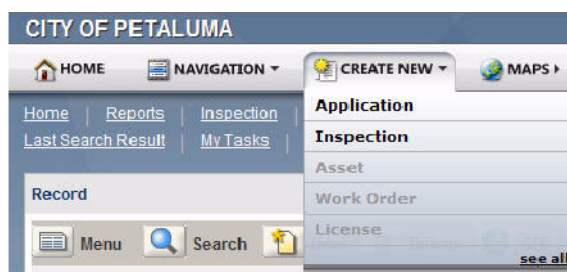 CITY OF PETALUMA
HOME NAVIGATION CREATE NEW MAPS
Home | Reports | Inspection |
Last Search Result | My Tasks |
Application
Inspection
Asset
Work Order
License
see all
Record
Menu Search